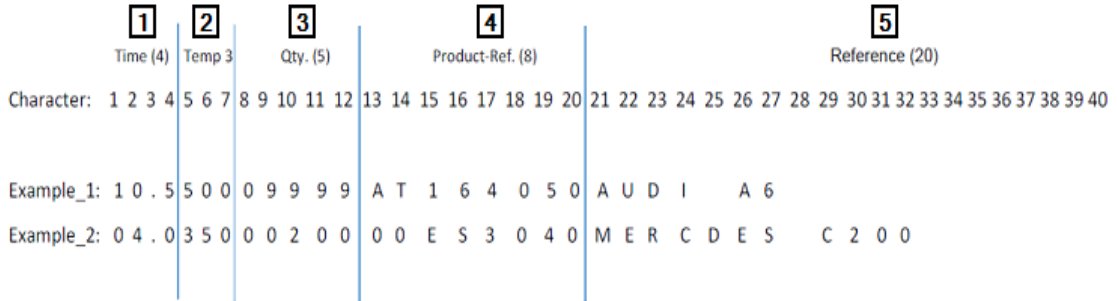 1 2 3 4 5
Time (4) Temp 3 Qty. (5) Product-Ref. (8) Reference (20)
Character: 1 2 3 4 5 6 7 8 9 10 11 12 13 14 15 16 17 18 19 20 21 22 23 24 25 26 27 28 29 30 31 32 33 34 35 36 37 38 39 40
Example_1: 1 0 . 5 5 0 0 0 9 9 9 9 A T 1 6 4 0 5 0 A U D I A 6
Example_2: 0 4 . 0 3 5 0 0 0 2 0 0 0 0 E S 3 0 4 0 M E R C D E S C 2 0 0